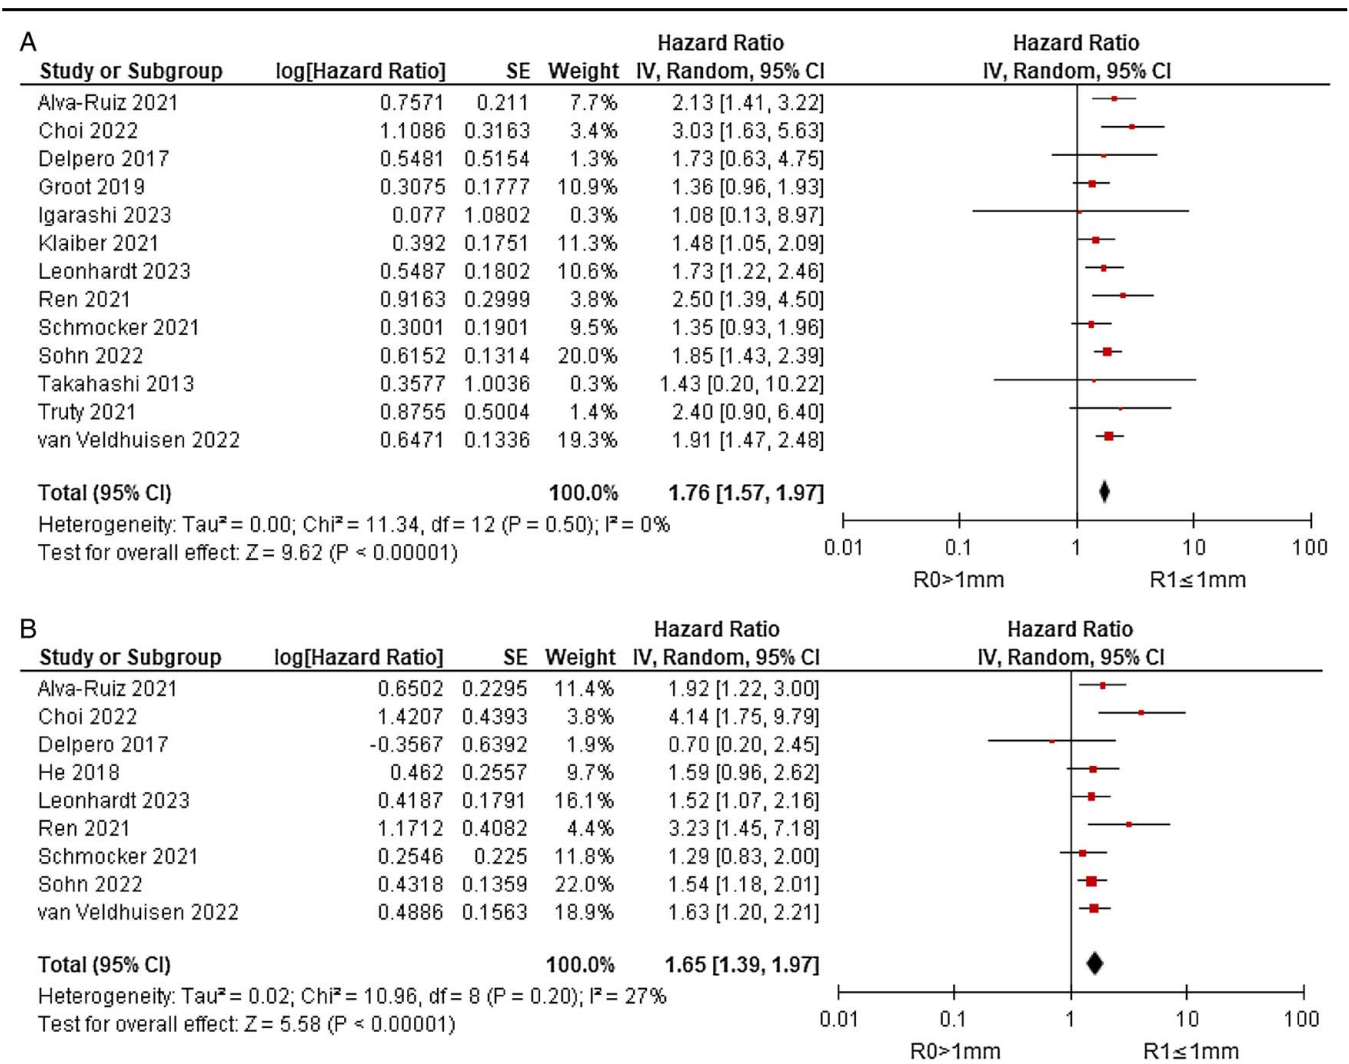 A
Hazard Ratio Hazard Ratio
Study or Subgroup log[Hazard Ratio] SE Weight IV, Random, 95% CI IV, Random, 95% CI
Alva-Ruiz 2021 0.7571 0.211 7.7% 2.13 [1.41, 3.22]
Choi 2022 1.1086 0.3163 3.4% 3.03 [1.63, 5.63]
Delpero 2017 0.5481 0.5154 1.3% 1.73 [0.63, 4.75]
Groot 2019 0.3075 0.1777 10.9% 1.36 [0.96, 1.93]
Igarashi 2023 0.077 1.0802 0.3% 1.08 [0.13, 8.97]
Klaiber 2021 0.392 0.1751 11.3% 1.48 [1.05, 2.09]
Leonhardt 2023 0.5487 0.1802 10.6% 1.73 [1.22, 2.46]
Ren 2021 0.9163 0.2999 3.8% 2.50 [1.39, 4.50]
Schmocker 2021 0.3001 0.1901 9.5% 1.35 [0.93, 1.96]
Sohn 2022 0.6152 0.1314 20.0% 1.85 [1.43, 2.39]
Takahashi 2013 0.3577 1.0036 0.3% 1.43 [0.20, 10.22]
Truty 2021 0.8755 0.5004 1.4% 2.40 [0.90, 6.40]
van Veldhuisen 2022 0.6471 0.1336 19.3% 1.91 [1.47, 2.48]
Total (95% CI) 100.0% 1.76 [1.57, 1.97]
Heterogeneity: Tau² = 0.00; Chi² = 11.34, df = 12 (P = 0.50); I² = 0%
Test for overall effect: Z = 9.62 (P < 0.00001)
0.01 0.1 1 10 100
R0>1mm R1≤1mm
B
Hazard Ratio Hazard Ratio
Study or Subgroup log[Hazard Ratio] SE Weight IV, Random, 95% CI IV, Random, 95% CI
Alva-Ruiz 2021 0.6502 0.2295 11.4% 1.92 [1.22, 3.00]
Choi 2022 1.4207 0.4393 3.8% 4.14 [1.75, 9.79]
Delpero 2017 -0.3567 0.6392 1.9% 0.70 [0.20, 2.45]
He 2018 0.462 0.2557 9.7% 1.59 [0.96, 2.62]
Leonhardt 2023 0.4187 0.1791 16.1% 1.52 [1.07, 2.16]
Ren 2021 1.1712 0.4082 4.4% 3.23 [1.45, 7.18]
Schmocker 2021 0.2546 0.225 11.8% 1.29 [0.83, 2.00]
Sohn 2022 0.4318 0.1359 22.0% 1.54 [1.18, 2.01]
van Veldhuisen 2022 0.4886 0.1563 18.9% 1.63 [1.20, 2.21]
Total (95% CI) 100.0% 1.65 [1.39, 1.97]
Heterogeneity: Tau² = 0.02; Chi² = 10.96, df = 8 (P = 0.20); I² = 27%
Test for overall effect: Z = 5.58 (P < 0.00001)
0.01 0.1 1 10 100
R0>1mm R1≤1mm